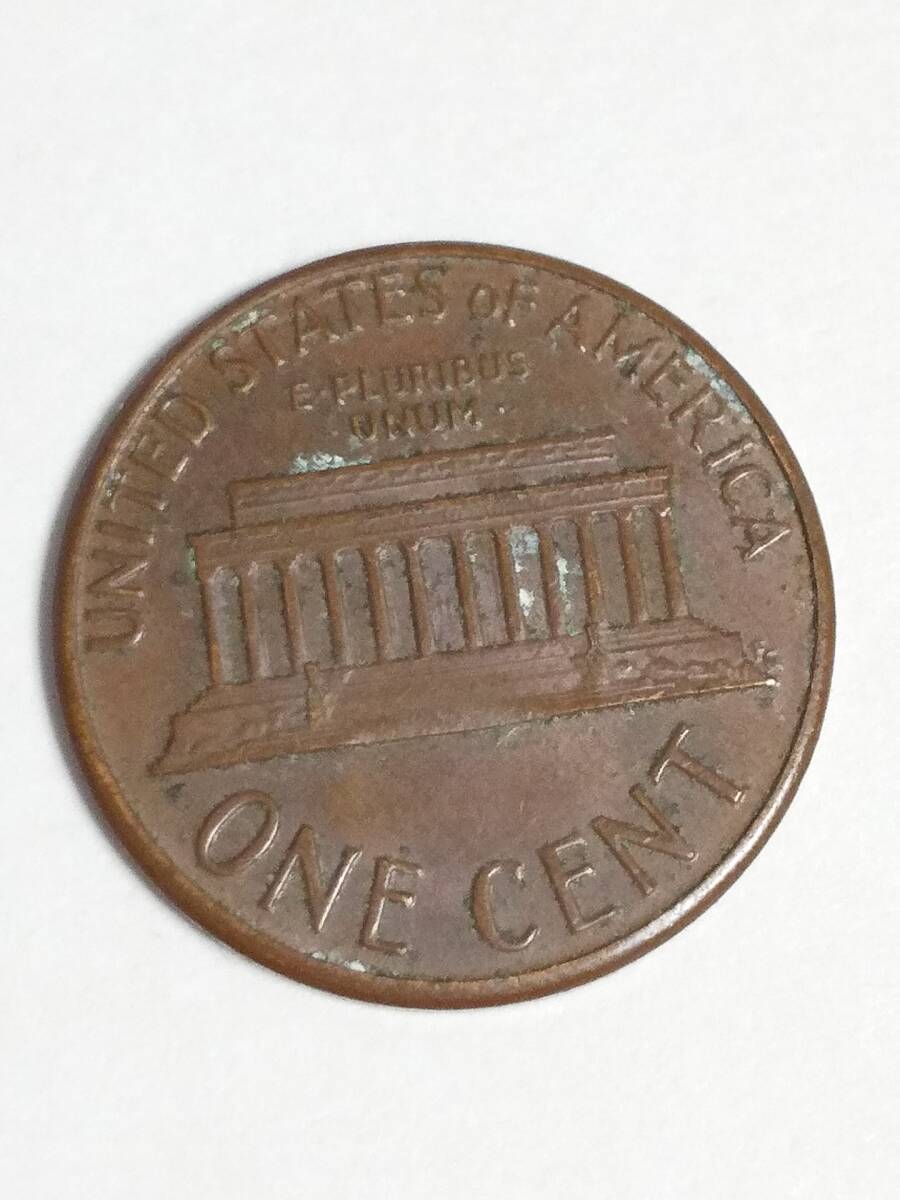 UNITED STATES OF AMERICA
E·PLURIBUS
UNUM
ONE CENT